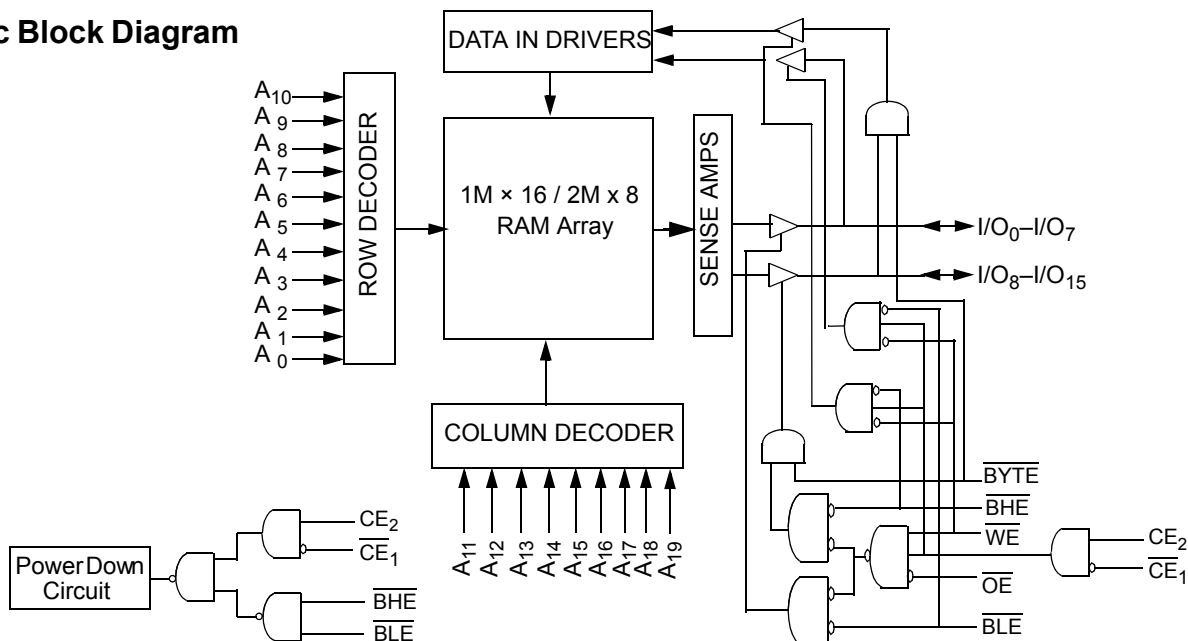 c Block Diagram
DATA IN DRIVERS
A10
A9
A8
A7
A6
A5
A4
A3
A2
A1
A0
ROW DECODER
1M × 16 / 2M x 8
RAM Array
SENSE AMPS
I/O0–I/O7
I/O8–I/O15
COLUMN DECODER
A11
A12
A13
A14
A15
A16
A17
A18
A19
BYTE
BHE
WE
CE2
CE1
OE
BLE
CE2
CE1
Power Down
Circuit
BHE
BLE